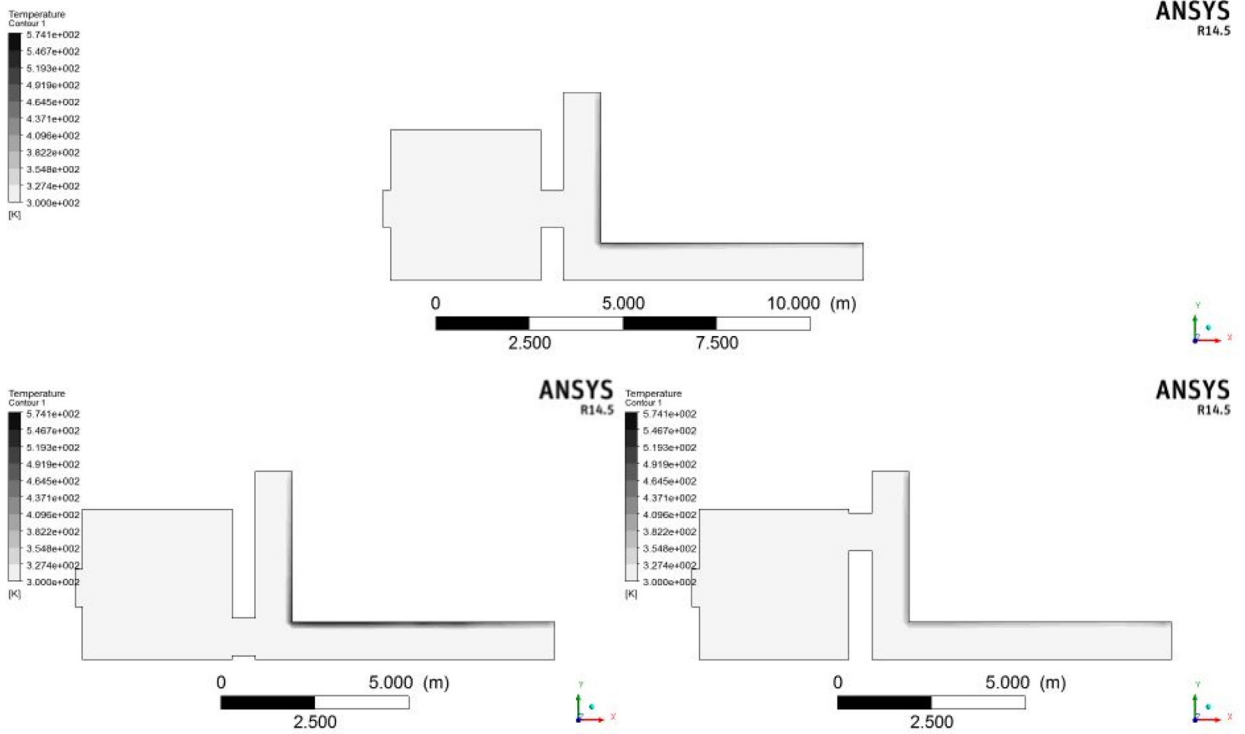 Temperature
Contour 1
5.741e+002
5.467e+002
5.193e+002
4.919e+002
4.645e+002
4.371e+002
4.096e+002
3.822e+002
3.548e+002
3.274e+002
3.000e+002
[K]
ANSYS
R14.5
0 5.000 10.000 (m)
2.500 7.500
Y
X
Z
Temperature
Contour 1
5.741e+002
5.467e+002
5.193e+002
4.919e+002
4.645e+002
4.371e+002
4.096e+002
3.822e+002
3.548e+002
3.274e+002
3.000e+002
[K]
ANSYS
R14.5
0 5.000 (m)
2.500
Y
X
Z
Temperature
Contour 1
5.741e+002
5.467e+002
5.193e+002
4.919e+002
4.645e+002
4.371e+002
4.096e+002
3.822e+002
3.548e+002
3.274e+002
3.000e+002
[K]
ANSYS
R14.5
0 5.000 (m)
2.500
Y
X
Z